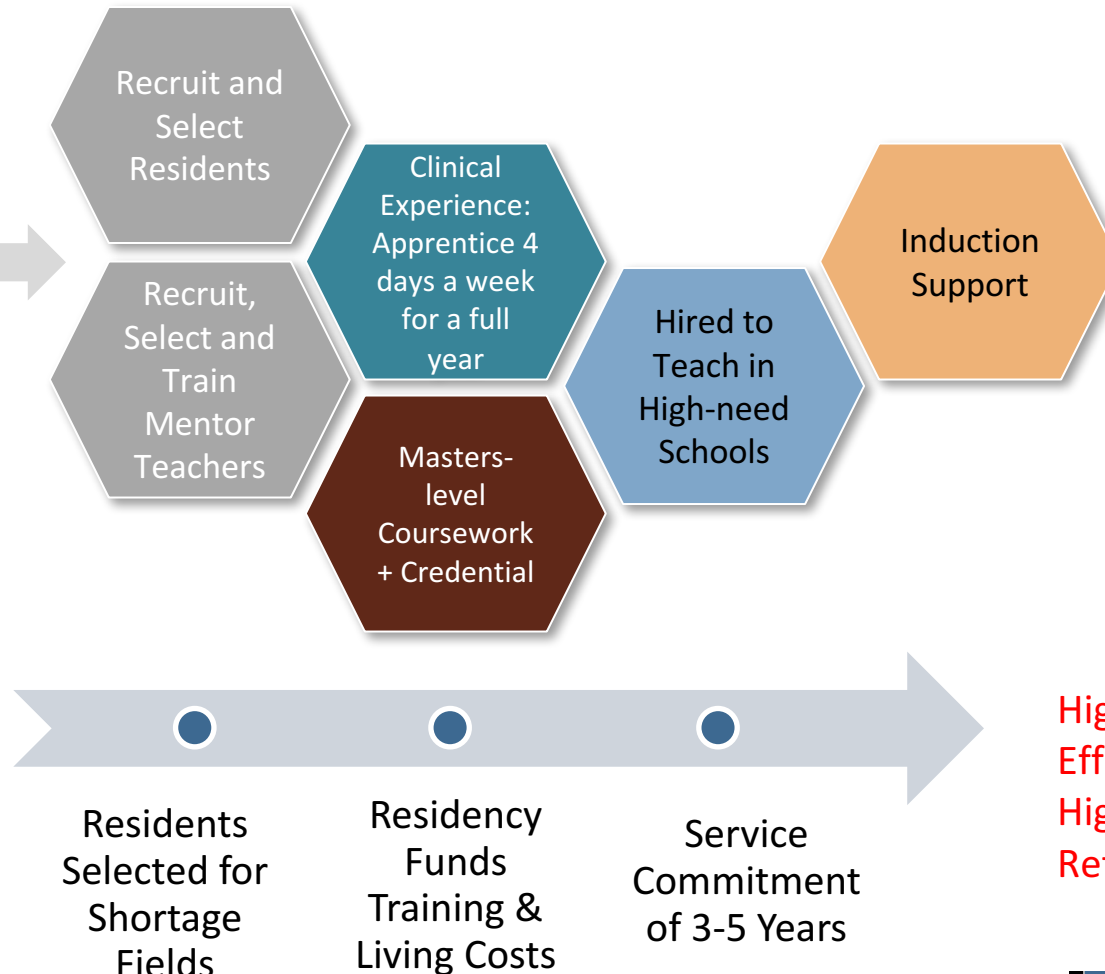 Recruit and
Select
Residents
Recruit,
Select and
Train
Mentor
Teachers
Clinical
Experience:
Apprentice 4
days a week
for a full
year
Masters-
level
Coursework
+ Credential
Hired to
Teach in
High-need
Schools
Induction
Support
Residents
Selected for
Shortage
Fields
Residency
Funds
Training &
Living Costs
Service
Commitment
of 3-5 Years